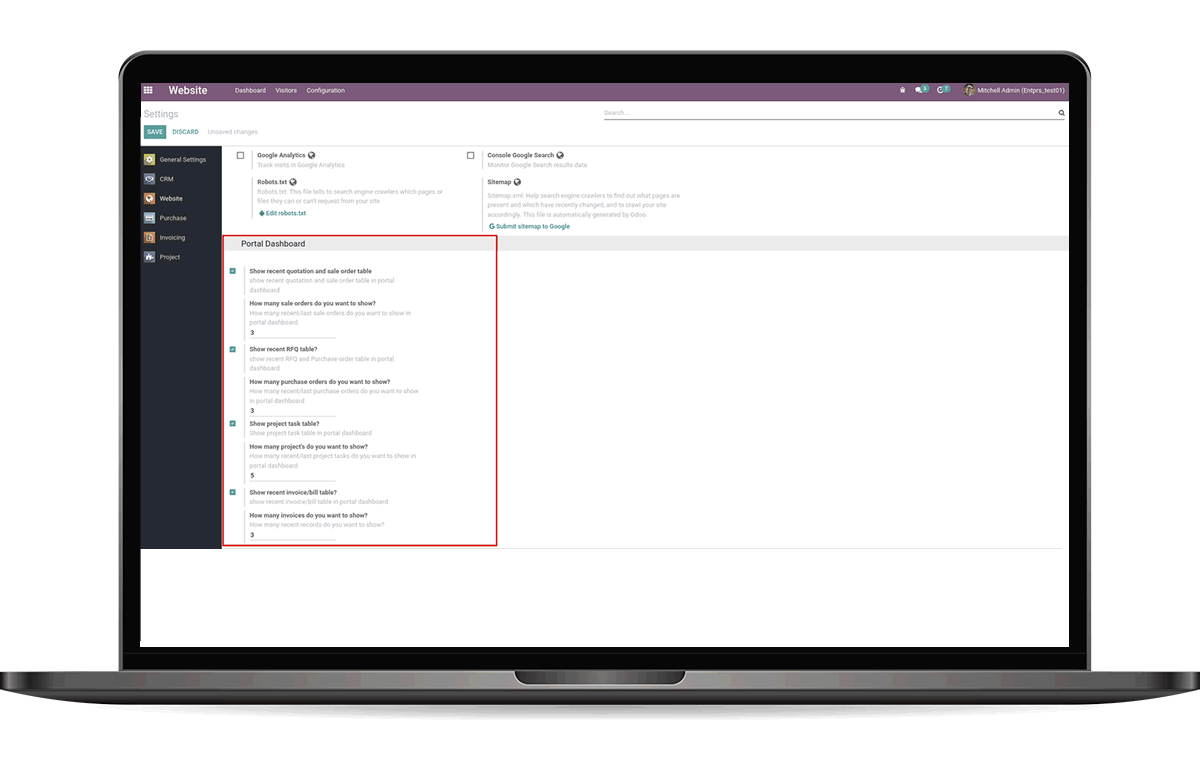 Website Dashboard Visitors Configuration 5 7 Mitchell Admin (Entprs_test01)
Settings Search...
SAVE DISCARD Unsaved changes
General Settings
CRM
Website
Purchase
Invoicing
Project
Google Analytics
Track visits in Google Analytics
Console Google Search
Monitor Google Search results data
Robots.txt
Robots.txt: This file tells to search engine crawlers which pages or
files they can or can't request from your site.
Edit robots.txt
Sitemap
Sitemap.xml: Help search engine crawlers to find out what pages are
present and which have recently changed, and to crawl your site
accordingly. This file is automatically generated by Odoo
Submit sitemap to Google
Portal Dashboard
Show recent quotation and sale order table
show recent quotation and sale order table in portal
dashboard
How many sale orders do you want to show?
How many recent/last sale orders do you want to show in
portal dashboard
3
Show recent RFQ table?
show recent RFQ and Purchase order table in portal
dashboard
How many purchase orders do you want to show?
How many recent/last purchase orders do you want to show
in portal dashboard
3
Show project task table?
Show project task table in portal dashboard
How many project's do you want to show?
How many recent/last project tasks do you want to show in
portal dashboard
5
Show recent invoice/bill table?
show recent invoice/bill table in portal dashboard
How many invoices do you want to show?
How many recent records do you want to show?
3